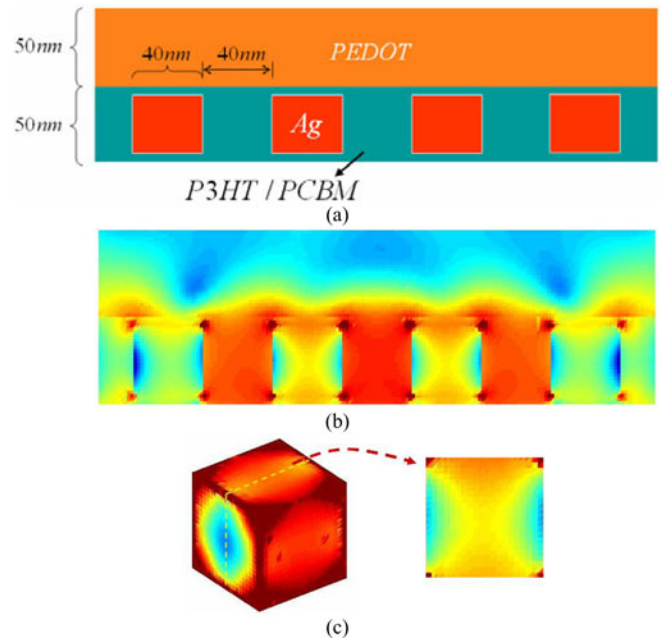 50nm
40nm
40nm
PEDOT
50nm
Ag
P3HT / PCBM
(a)
(b)
(c)